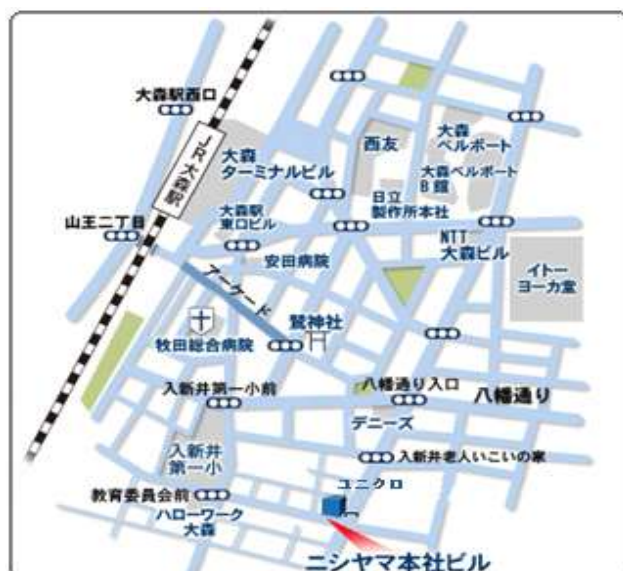 大森駅西口
JR大森駅
大森
ターミナルビル
西友
大森
ベルポート
大森ベルポート
B館
日立
製作所本社
山王二丁目
大森駅
東口ビル
NTT
大森ビル
安田病院
イトー
ヨーカ堂
アーケード
鷲神社
牧田総合病院
入新井第一小前
八幡通り入口
八幡通り
デニーズ
入新井
第一小
入新井老人いこいの家
ユニクロ
教育委員会前
ハローワーク
大森
ニシヤマ本社ビル